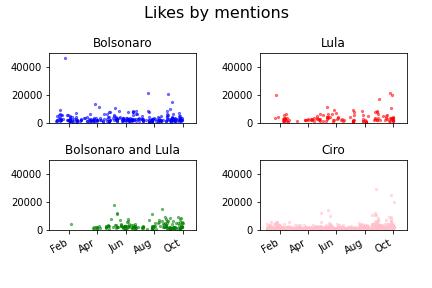 Likes by mentions
Bolsonaro
Lula
40000
20000
0
40000
20000
0
Bolsonaro and Lula
Ciro
40000
20000
0
40000
20000
0
Feb Apr Jun Aug Oct
Feb Apr Jun Aug Oct